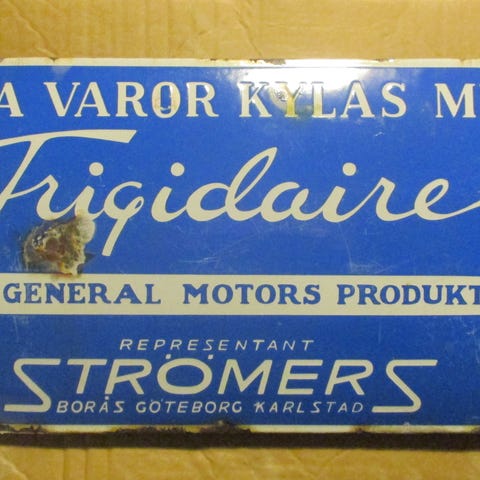 A VAROR KYLAS M
Frigidaire
GENERAL MOTORS PRODUKT
REPRESENTANT
STRÖMERS
BORÅS GÖTEBORG KARLSTAD